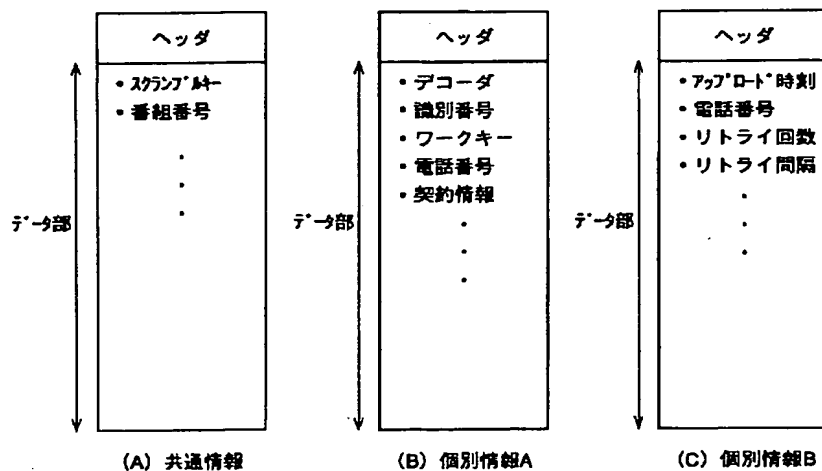 ヘッダ
・スクランブルキー
・番組番号
データ部
(A) 共通情報
ヘッダ
・デコーダ
・識別番号
・ワークキー
・電話番号
・契約情報
データ部
(B) 個別情報A
ヘッダ
・アップロード時刻
・電話番号
・リトライ回数
・リトライ間隔
データ部
(C) 個別情報B